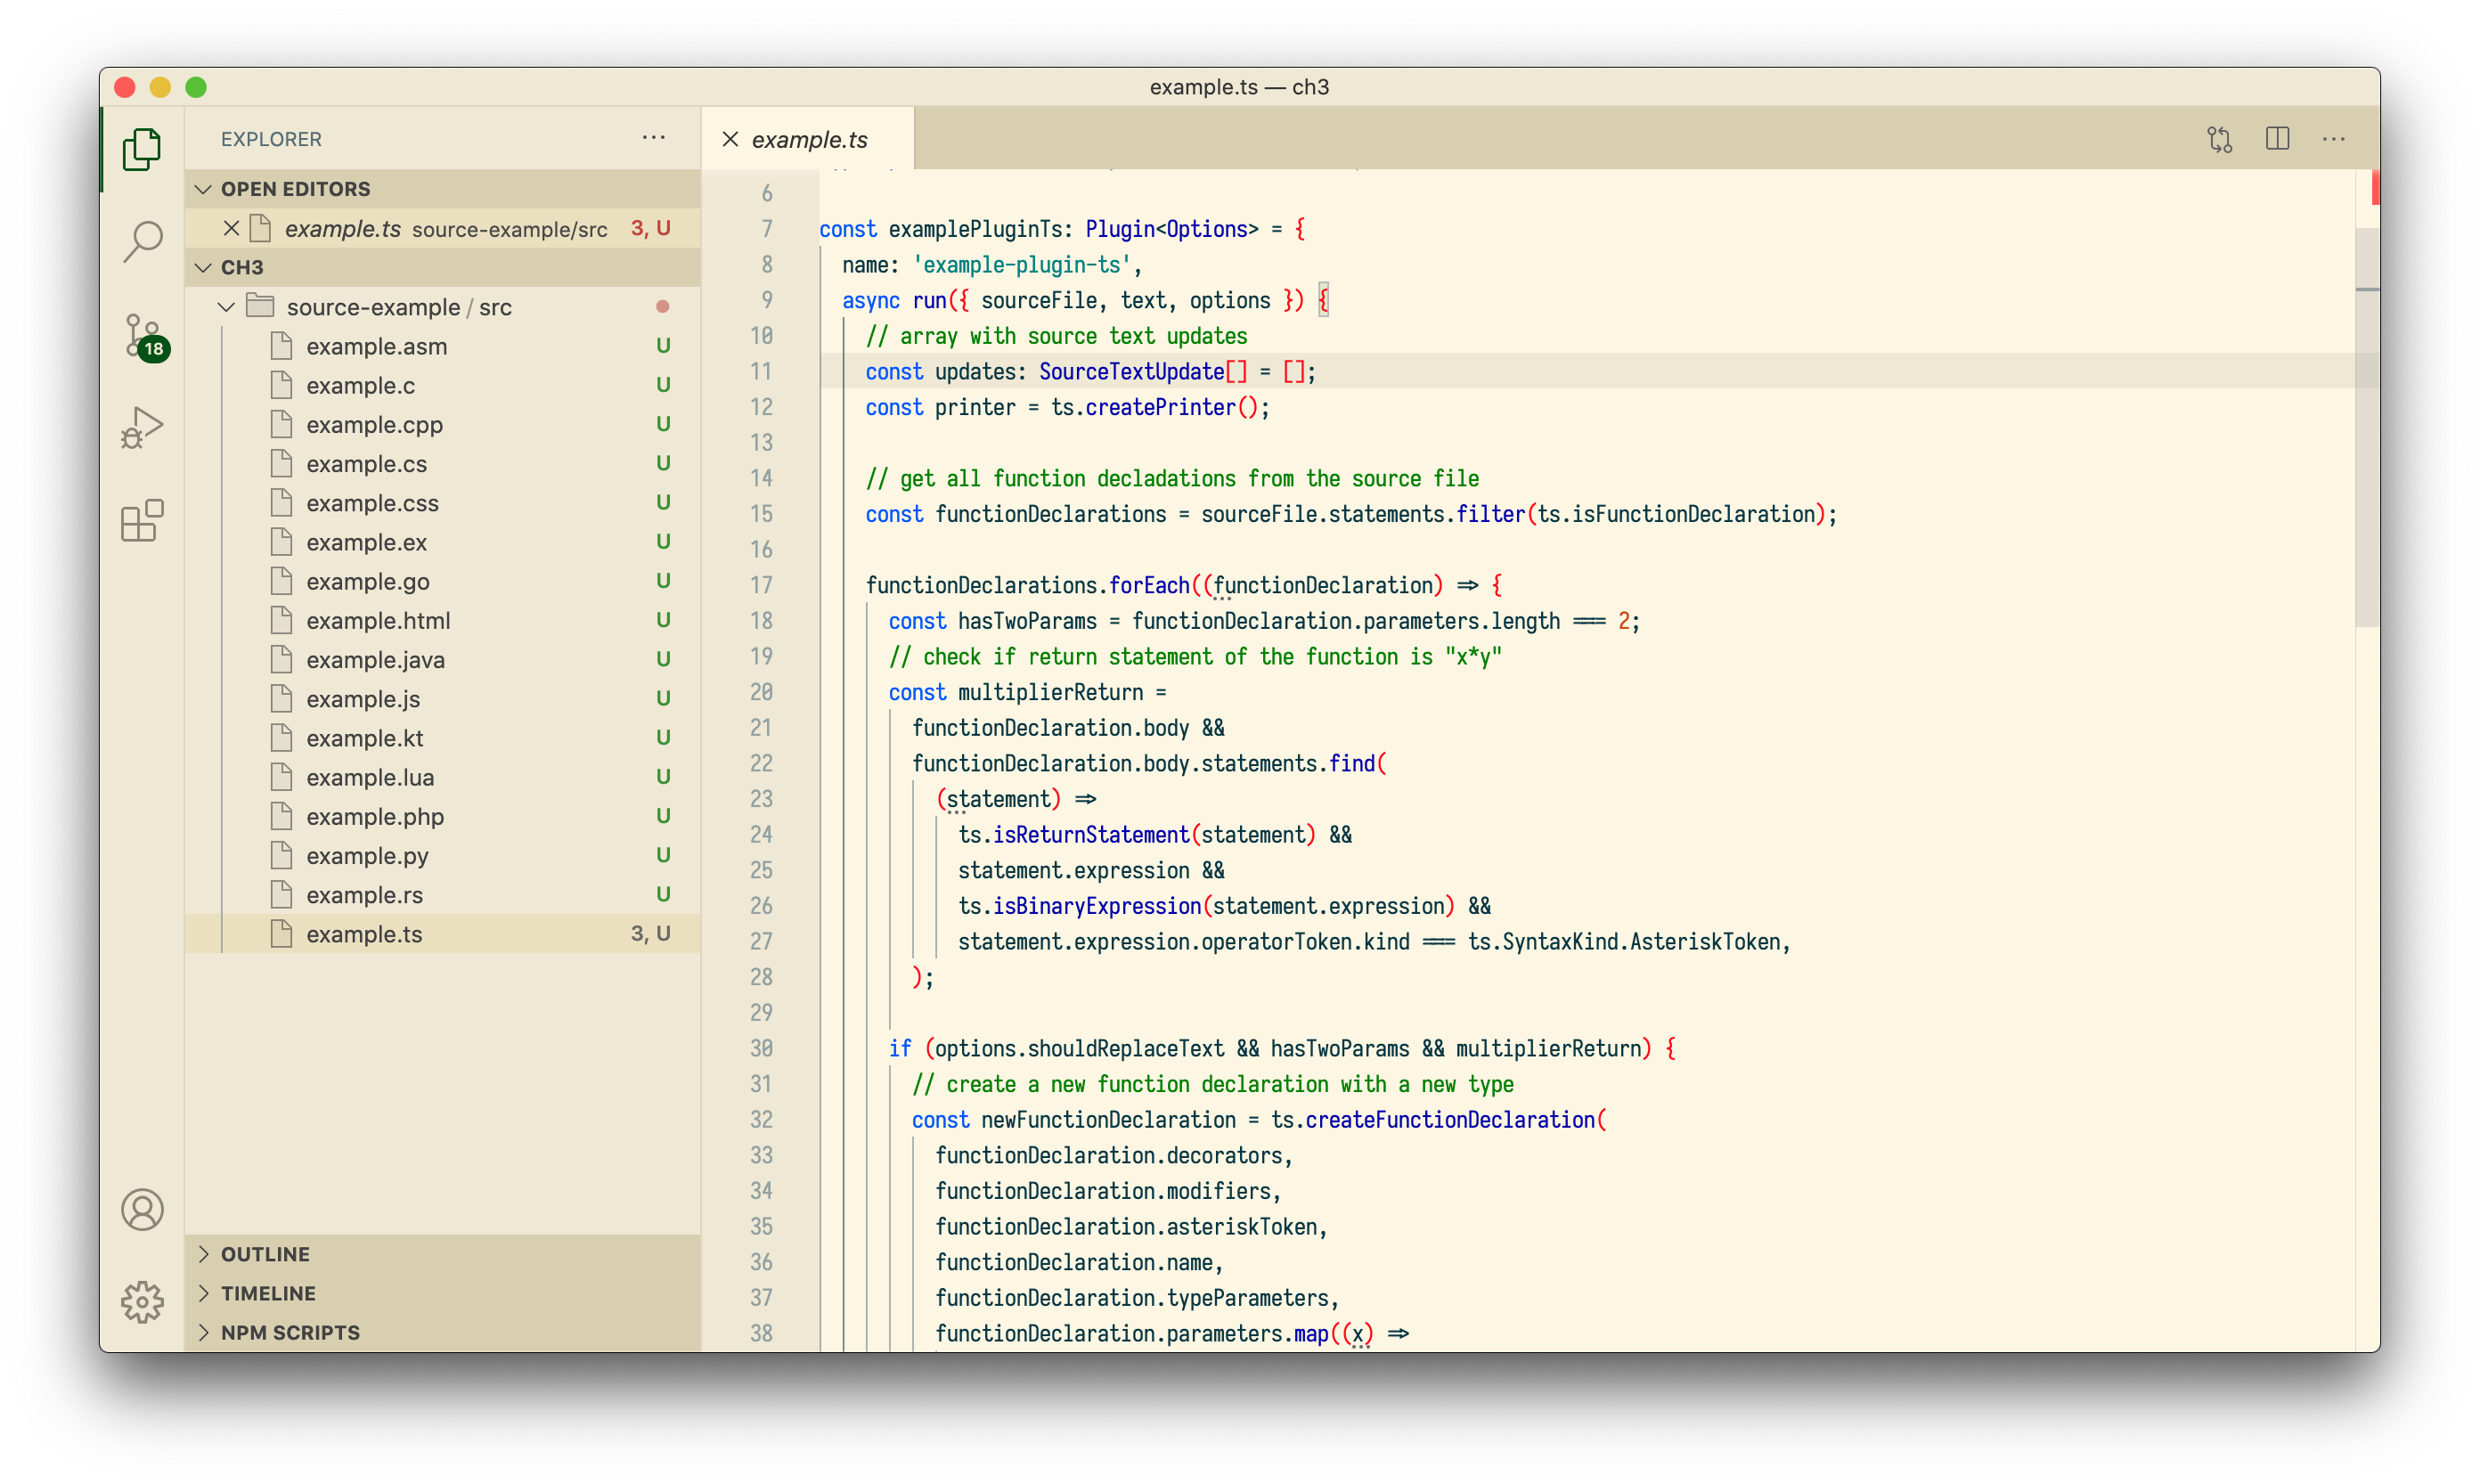 example.ts — ch3
EXPLORER
OPEN EDITORS
example.ts source-example/src 3, U
CH3
source-example / src
example.asm U
example.c U
example.cpp U
example.cs U
example.css U
example.ex U
example.go U
example.html U
example.java U
example.js U
example.kt U
example.lua U
example.php U
example.py U
example.rs U
example.ts 3, U
OUTLINE
TIMELINE
NPM SCRIPTS
18
example.ts
6
7 const examplePluginTs: Plugin<Options> = {
8 name: 'example-plugin-ts',
9 async run({ sourceFile, text, options }) {
10 // array with source text updates
11 const updates: SourceTextUpdate[] = [];
12 const printer = ts.createPrinter();
13
14 // get all function decladations from the source file
15 const functionDeclarations = sourceFile.statements.filter(ts.isFunctionDeclaration);
16
17 functionDeclarations.forEach((functionDeclaration) => {
18 const hasTwoParams = functionDeclaration.parameters.length === 2;
19 // check if return statement of the function is "x*y"
20 const multiplierReturn =
21 functionDeclaration.body &&
22 functionDeclaration.body.statements.find(
23 (statement) =>
24 ts.isReturnStatement(statement) &&
25 statement.expression &&
26 ts.isBinaryExpression(statement.expression) &&
27 statement.expression.operatorToken.kind === ts.SyntaxKind.AsteriskToken,
28 );
29
30 if (options.shouldReplaceText && hasTwoParams && multiplierReturn) {
31 // create a new function declaration with a new type
32 const newFunctionDeclaration = ts.createFunctionDeclaration(
33 functionDeclaration.decorators,
34 functionDeclaration.modifiers,
35 functionDeclaration.asteriskToken,
36 functionDeclaration.name,
37 functionDeclaration.typeParameters,
38 functionDeclaration.parameters.map((x) =>